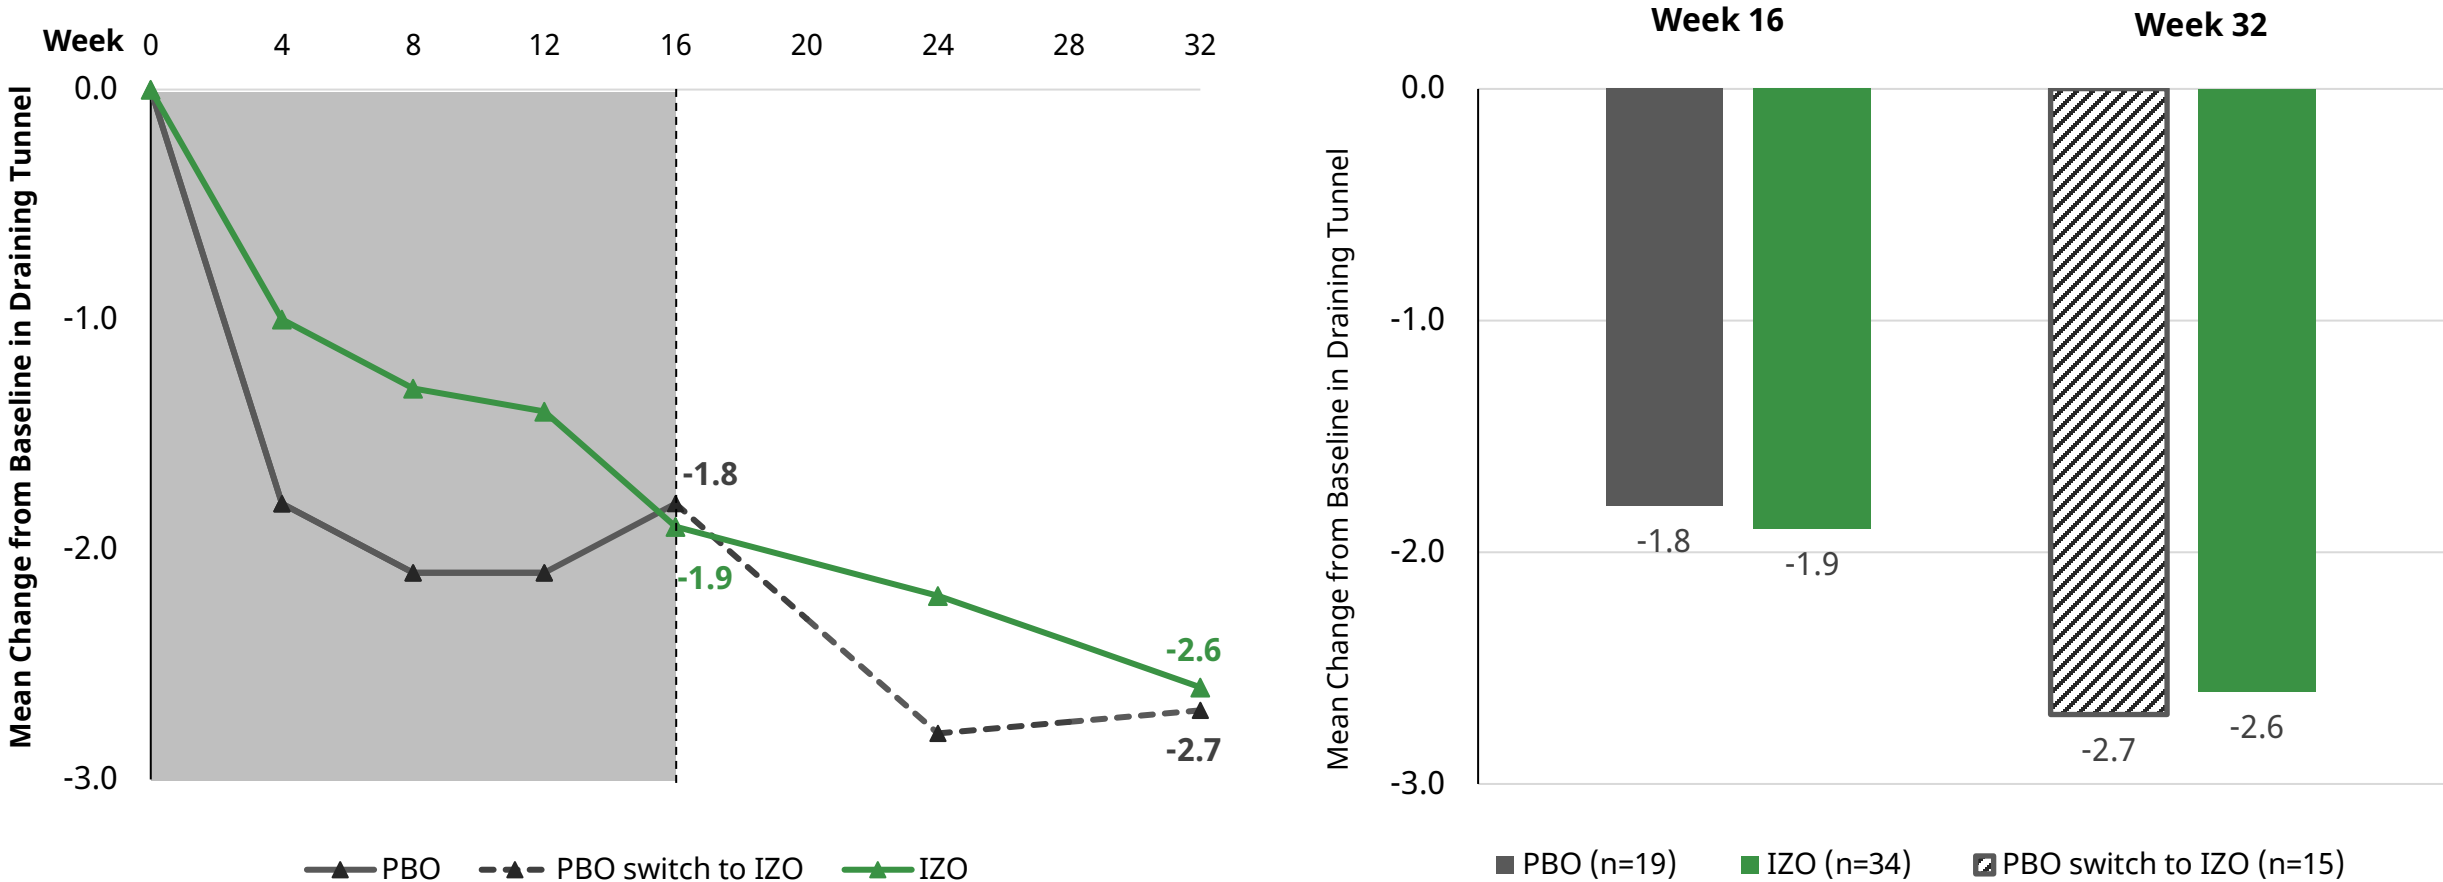 Week 0 4 8 12 16 20 24 28 32
Mean Change from Baseline in Draining Tunnel
0.0
-1.0
-2.0
-3.0
-1.8
-1.9
-2.6
-2.7
PBO PBO switch to IZO IZO
Week 16 Week 32
Mean Change from Baseline in Draining Tunnel
0.0
-1.0
-2.0
-3.0
-1.8
-1.9
-2.7
-2.6
PBO (n=19) IZO (n=34) PBO switch to IZO (n=15)